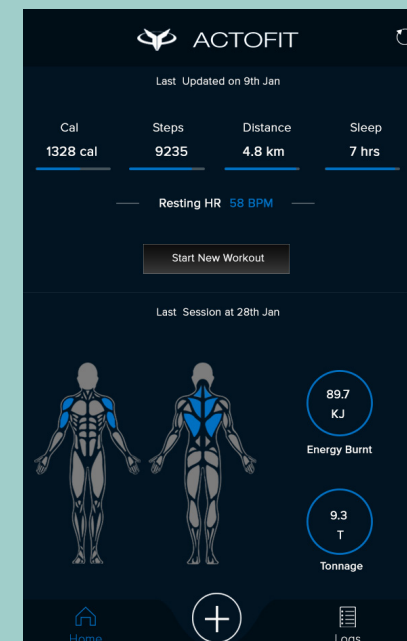 ACTOFIT
Last Updated on 9th Jan
Cal Steps Distance Sleep
1328 cal 9235 4.8 km 7 hrs
Resting HR 58 BPM
Start New Workout
Last Session at 28th Jan
89.7
KJ
Energy Burnt
9.3
T
Tonnage
Home Logs